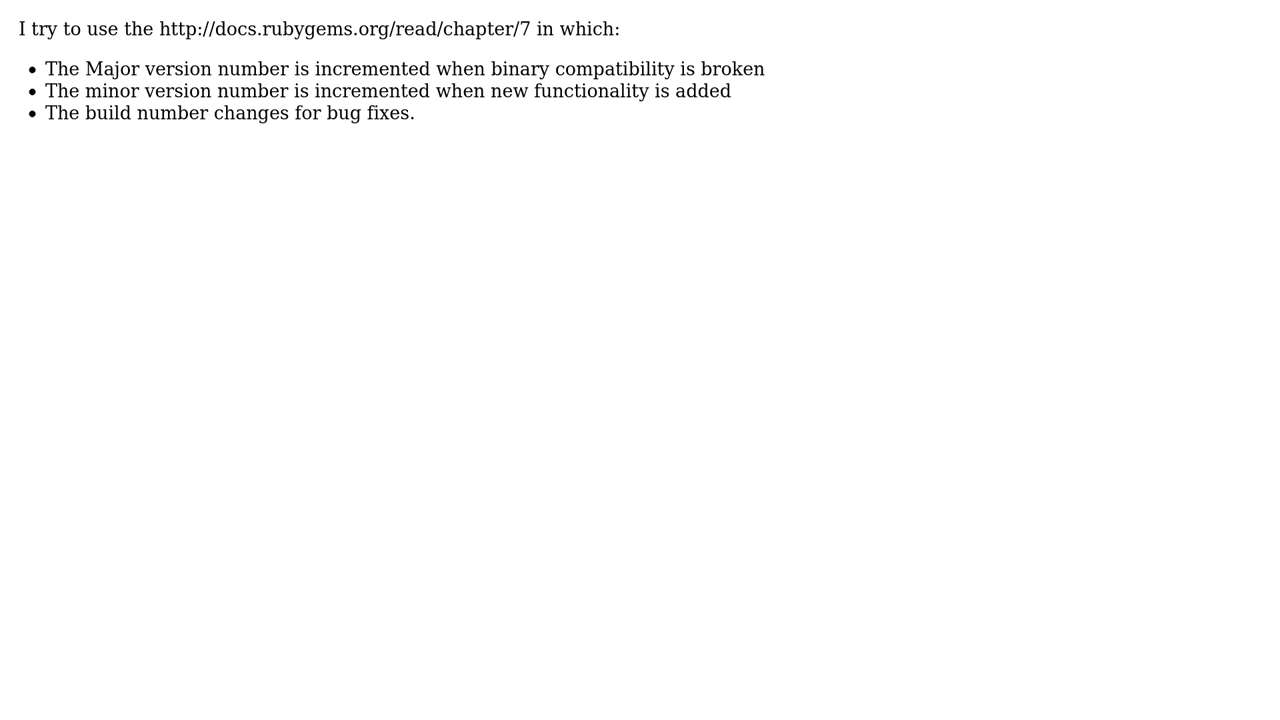 I try to use the http://docs.rubygems.org/read/chapter/7 in which:
• The Major version number is incremented when binary compatibility is broken
• The minor version number is incremented when new functionality is added
• The build number changes for bug fixes.